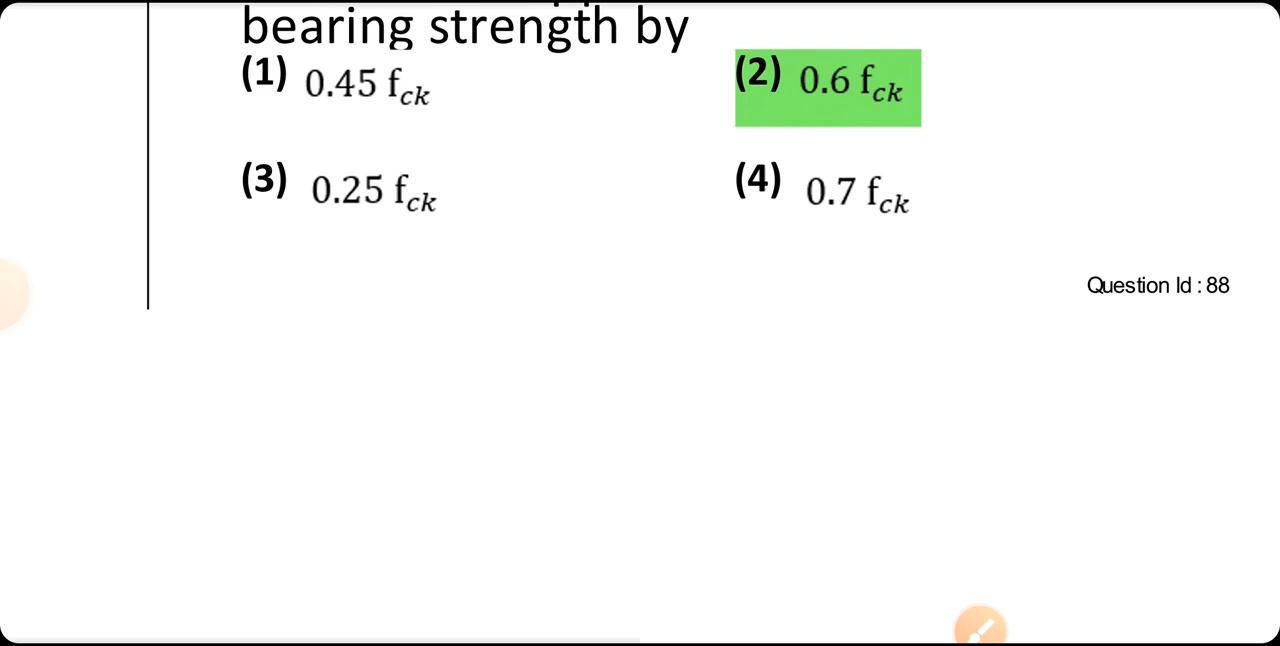 bearing strength by
(1) 0.45 f_ck (2) 0.6 f_ck
(3) 0.25 f_ck (4) 0.7 f_ck
Question Id : 88